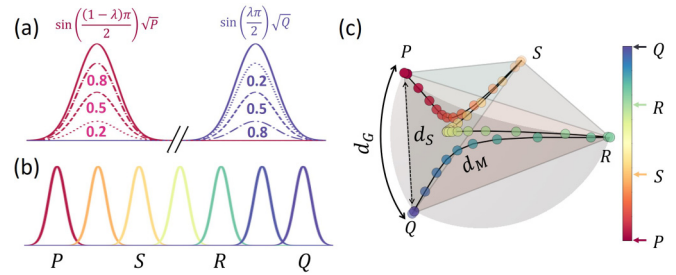 (a)
sin((1 − λ)π/2)√P
sin(λπ/2)√Q
0.8
0.5
0.2
0.2
0.5
0.8
(b)
P S R Q
(c)
P
S
R
Q
d_G
d_S
d_M
Q
R
S
P